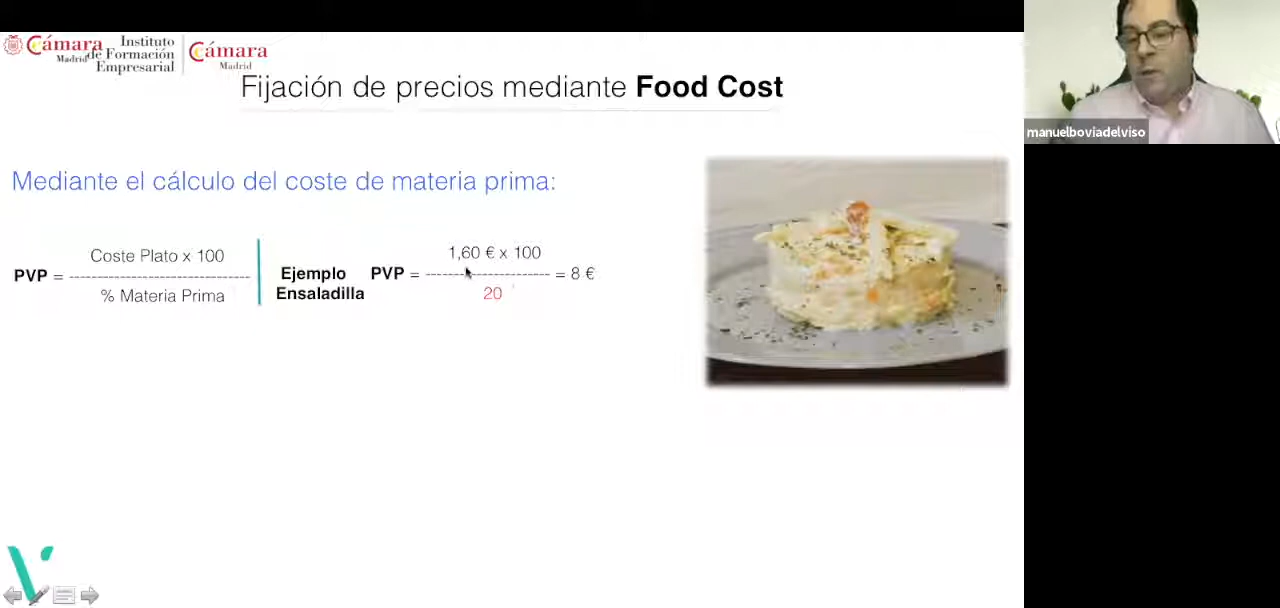 Cámara
Madrid
Instituto
de Formación
Empresarial
Cámara
Madrid
Fijación de precios mediante Food Cost
manuelboviadelviso
Mediante el cálculo del coste de materia prima:
PVP = Coste Plato x 100
% Materia Prima
Ejemplo
Ensaladilla
PVP = 1,60 € x 100 = 8 €
20